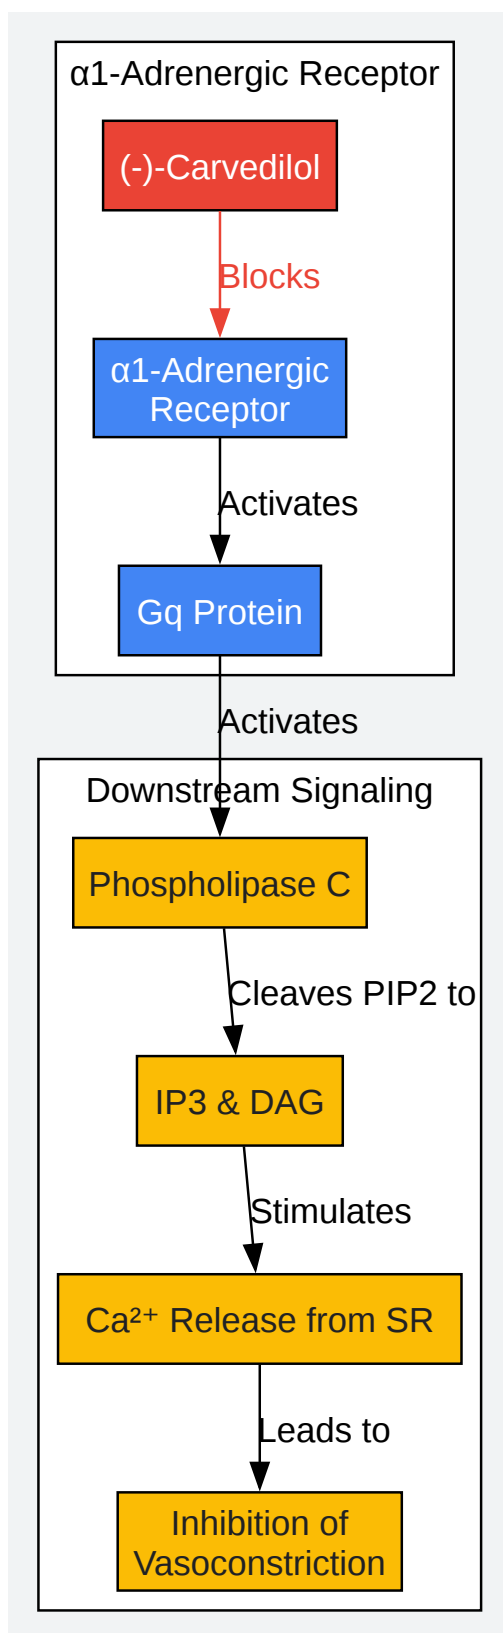 α1-Adrenergic Receptor
(-)-Carvedilol
Blocks
α1-Adrenergic
Receptor
Activates
Gq Protein
Activates
Downstream Signaling
Phospholipase C
Cleaves PIP2 to
IP3 & DAG
Stimulates
Ca²⁺ Release from SR
Leads to
Inhibition of
Vasoconstriction